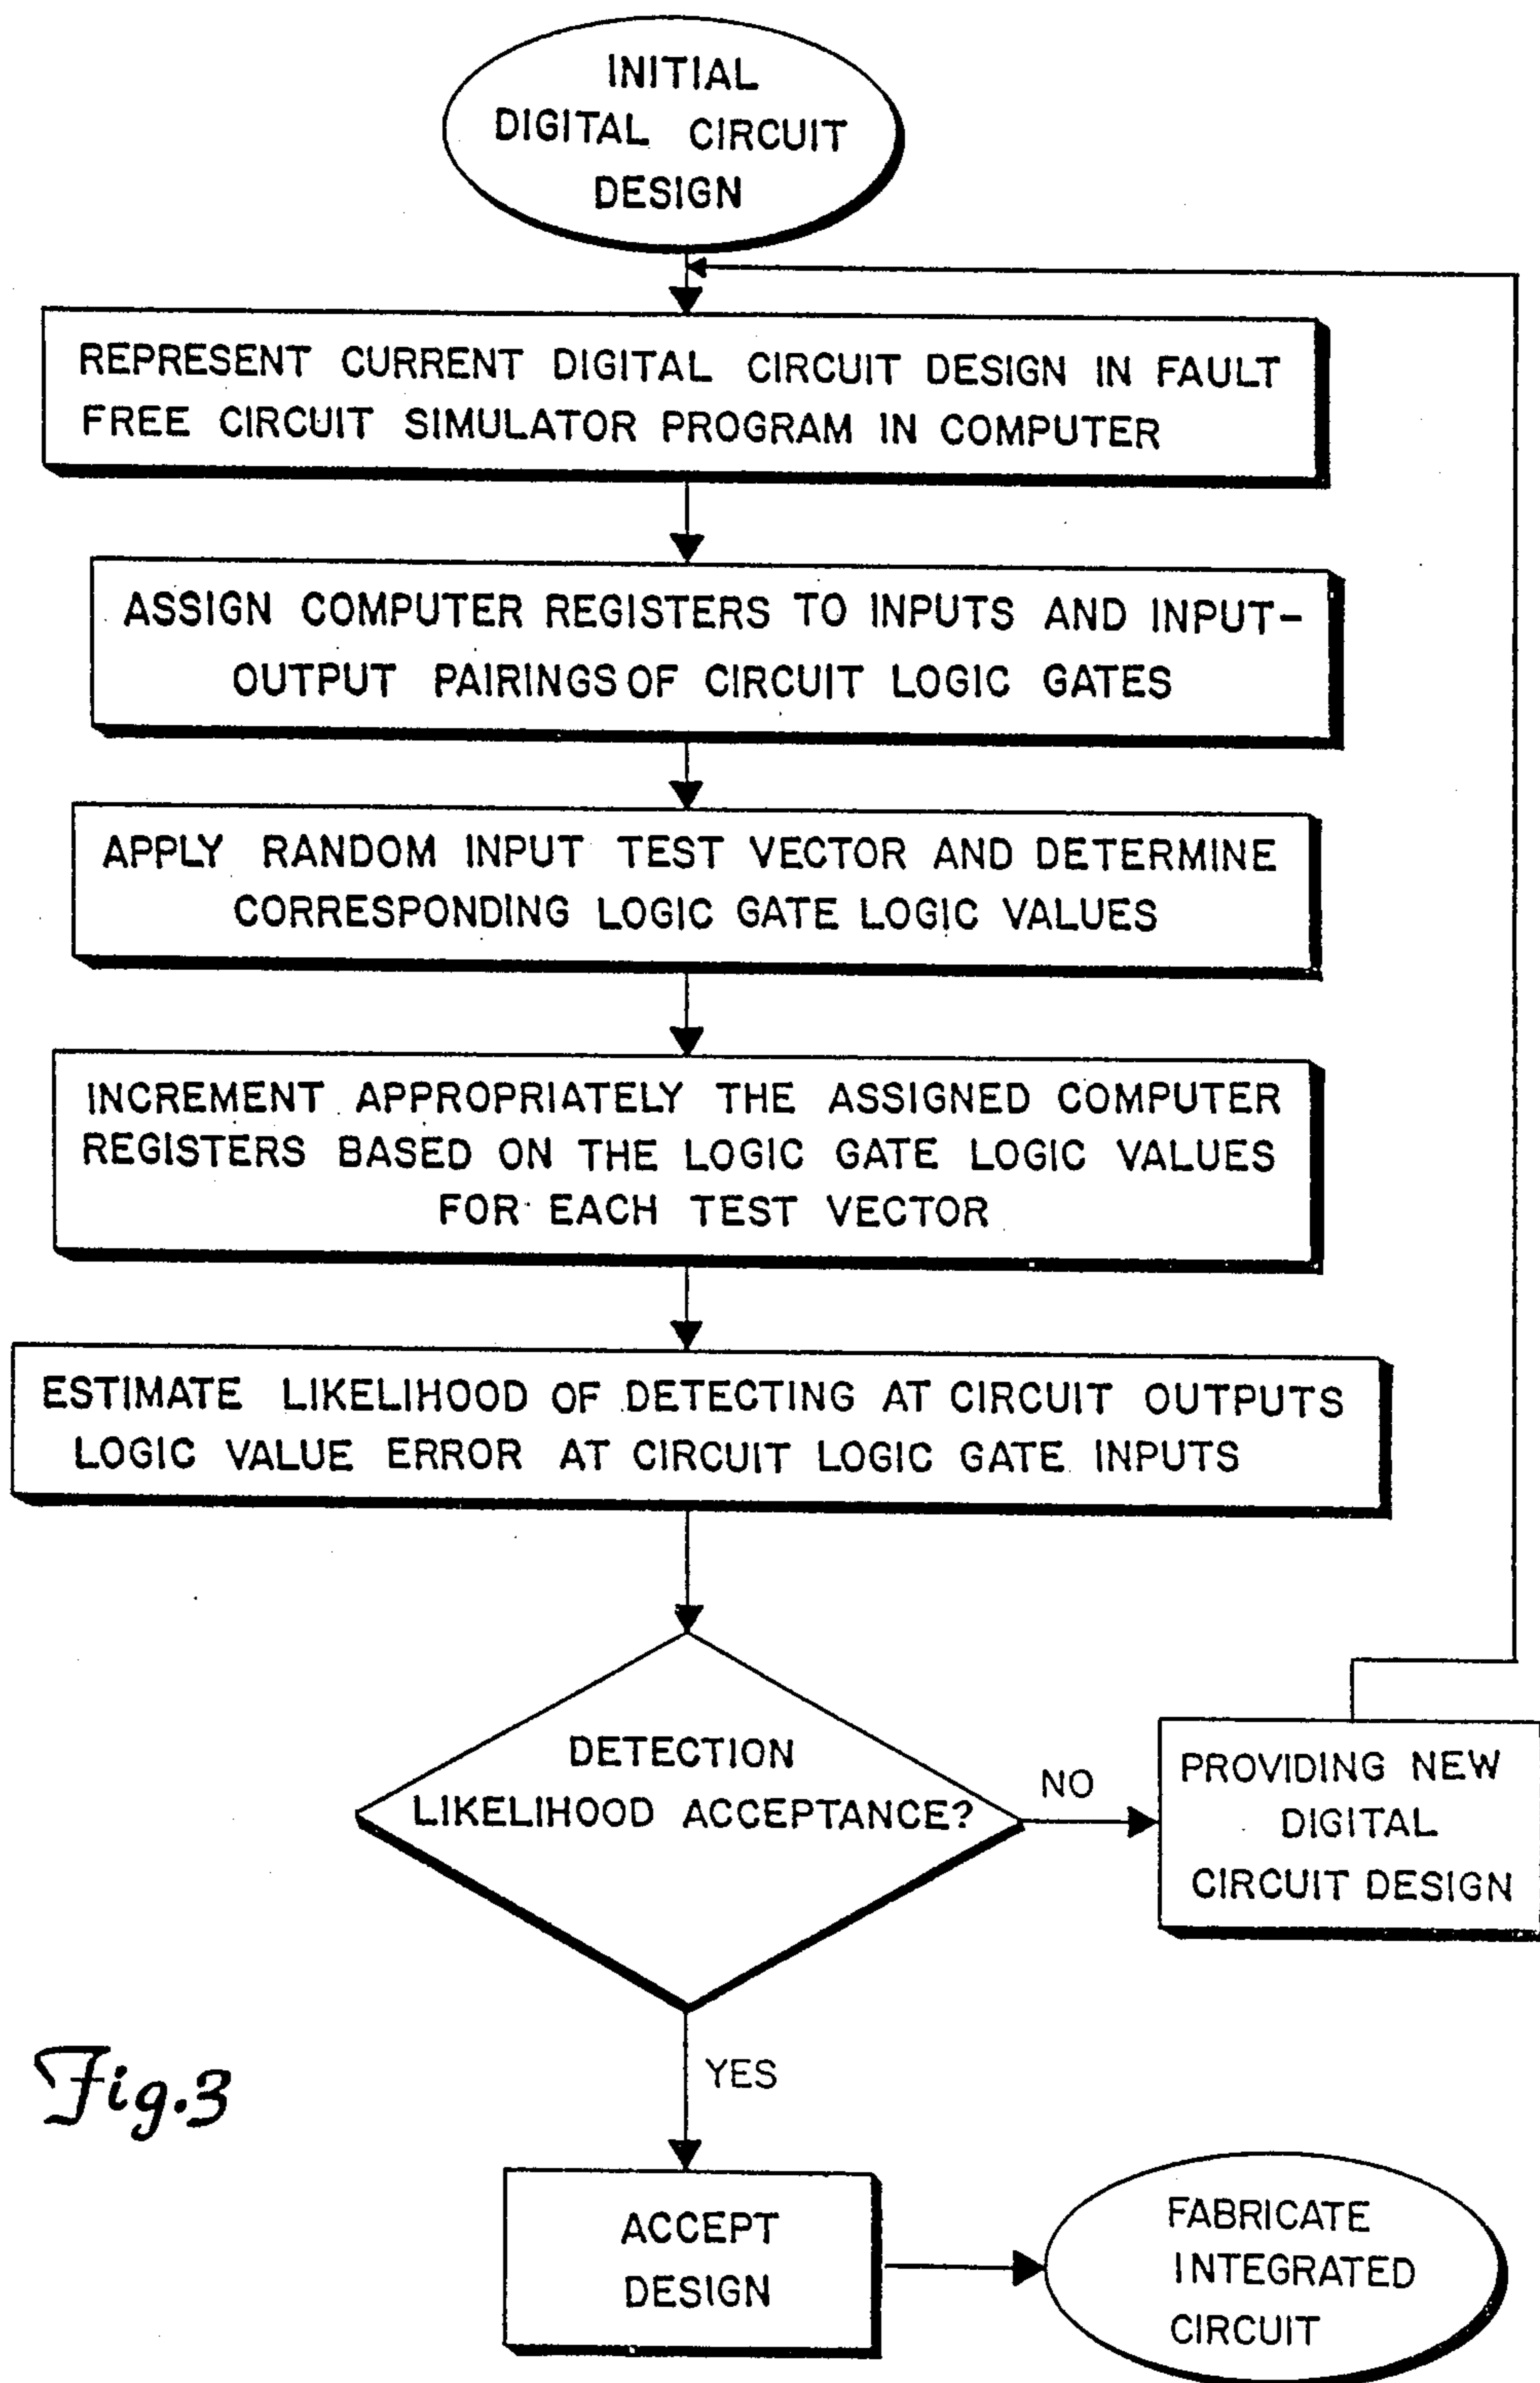 INITIAL
DIGITAL CIRCUIT
DESIGN
REPRESENT CURRENT DIGITAL CIRCUIT DESIGN IN FAULT
FREE CIRCUIT SIMULATOR PROGRAM IN COMPUTER
ASSIGN COMPUTER REGISTERS TO INPUTS AND INPUT-
OUTPUT PAIRINGS OF CIRCUIT LOGIC GATES
APPLY RANDOM INPUT TEST VECTOR AND DETERMINE
CORRESPONDING LOGIC GATE LOGIC VALUES
INCREMENT APPROPRIATELY THE ASSIGNED COMPUTER
REGISTERS BASED ON THE LOGIC GATE LOGIC VALUES
FOR EACH TEST VECTOR
ESTIMATE LIKELIHOOD OF DETECTING AT CIRCUIT OUTPUTS
LOGIC VALUE ERROR AT CIRCUIT LOGIC GATE INPUTS
DETECTION
LIKELIHOOD ACCEPTANCE?
NO
PROVIDING NEW
DIGITAL
CIRCUIT DESIGN
YES
Fig.3
ACCEPT
DESIGN
FABRICATE
INTEGRATED
CIRCUIT